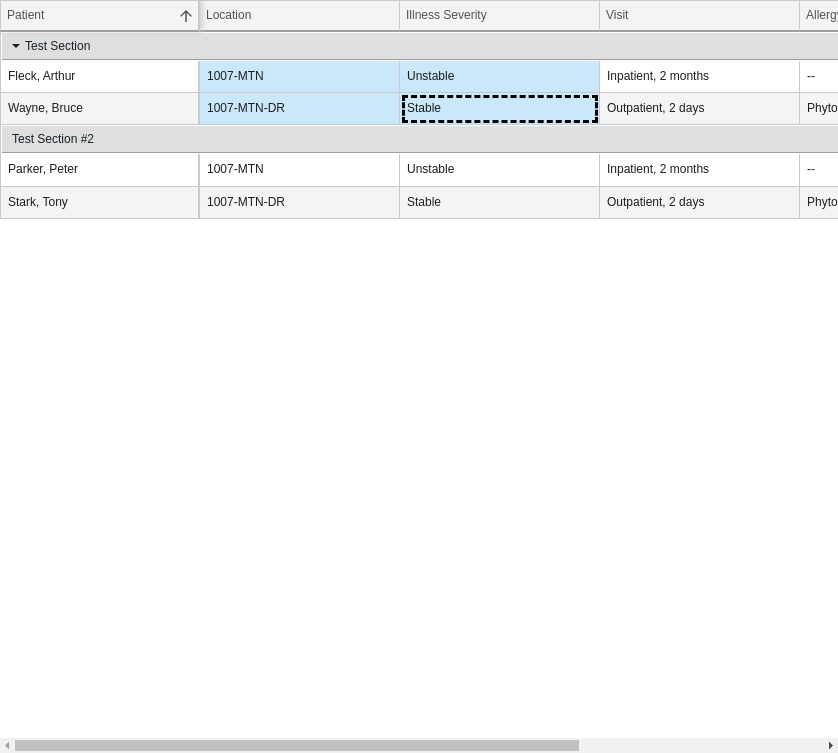 Patient Location Illness Severity Visit
Test Section
Fleck, Arthur 1007-MTN Unstable Inpatient, 2 months --
Wayne, Bruce 1007-MTN-DR Stable Outpatient, 2 days Phyto
Test Section #2
Parker, Peter 1007-MTN Unstable Inpatient, 2 months --
Stark, Tony 1007-MTN-DR Stable Outpatient, 2 days Phyto